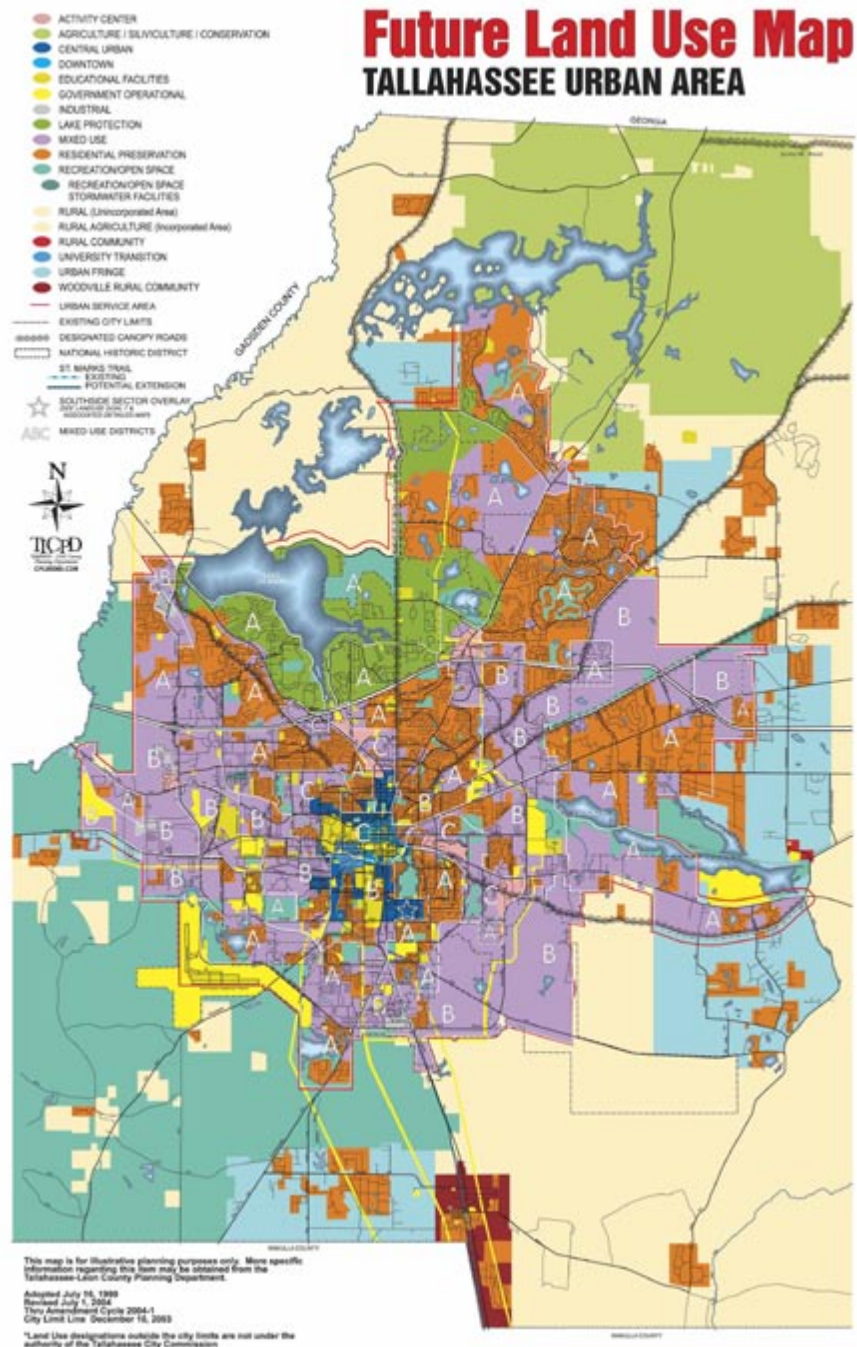 Future Land Use Map
TALLAHASSEE URBAN AREA
ACTIVITY CENTER
AGRICULTURE / SILIVICULTURE / CONSERVATION
CENTRAL URBAN
DOWNTOWN
EDUCATIONAL FACILITIES
GOVERNMENT OPERATIONAL
INDUSTRIAL
LAKE PROTECTION
MIXED USE
RESIDENTIAL PRESERVATION
RECREATION/OPEN SPACE
RECREATION/OPEN SPACE
STORMWATER FACILITIES
RURAL (Unincorporated Area)
RURAL AGRICULTURE (Incorporated Area)
RURAL COMMUNITY
UNIVERSITY TRANSITION
URBAN FRINGE
WOODVILLE RURAL COMMUNITY
URBAN SERVICE AREA
EXISTING CITY LIMITS
DESIGNATED CANOPY ROADS
NATIONAL HISTORIC DISTRICT
ST. MARKS TRAIL
EXISTING
POTENTIAL EXTENSION
SOUTHSIDE SECTOR OVERLAY
ABC MIXED USE DISTRICTS
N
TLCPD
GEORGIA
GADSDEN COUNTY
A
A
A
A
A
A
B
B
A
B
B
A
A
A
A
B
C
B
A
C
B
WAKULLA COUNTY
WAKULLA COUNTY
This map is for illustrative planning purposes only. More specific
information regarding this item may be obtained from the
Tallahassee-Leon County Planning Department.
Adopted July 16, 1990
Revised July 1, 2004
Thru Amendment Cycle 2004-1
City Limit Line December 10, 2003
*Land Use designations outside the city limits are not under the
authority of the Tallahassee City Commission